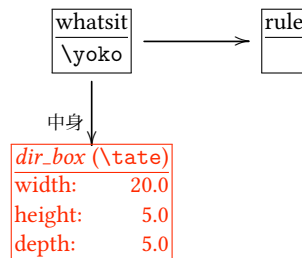 whatsit
\yoko
rule
中身
dir_box (\tate)
width: 20.0
height: 5.0
depth: 5.0